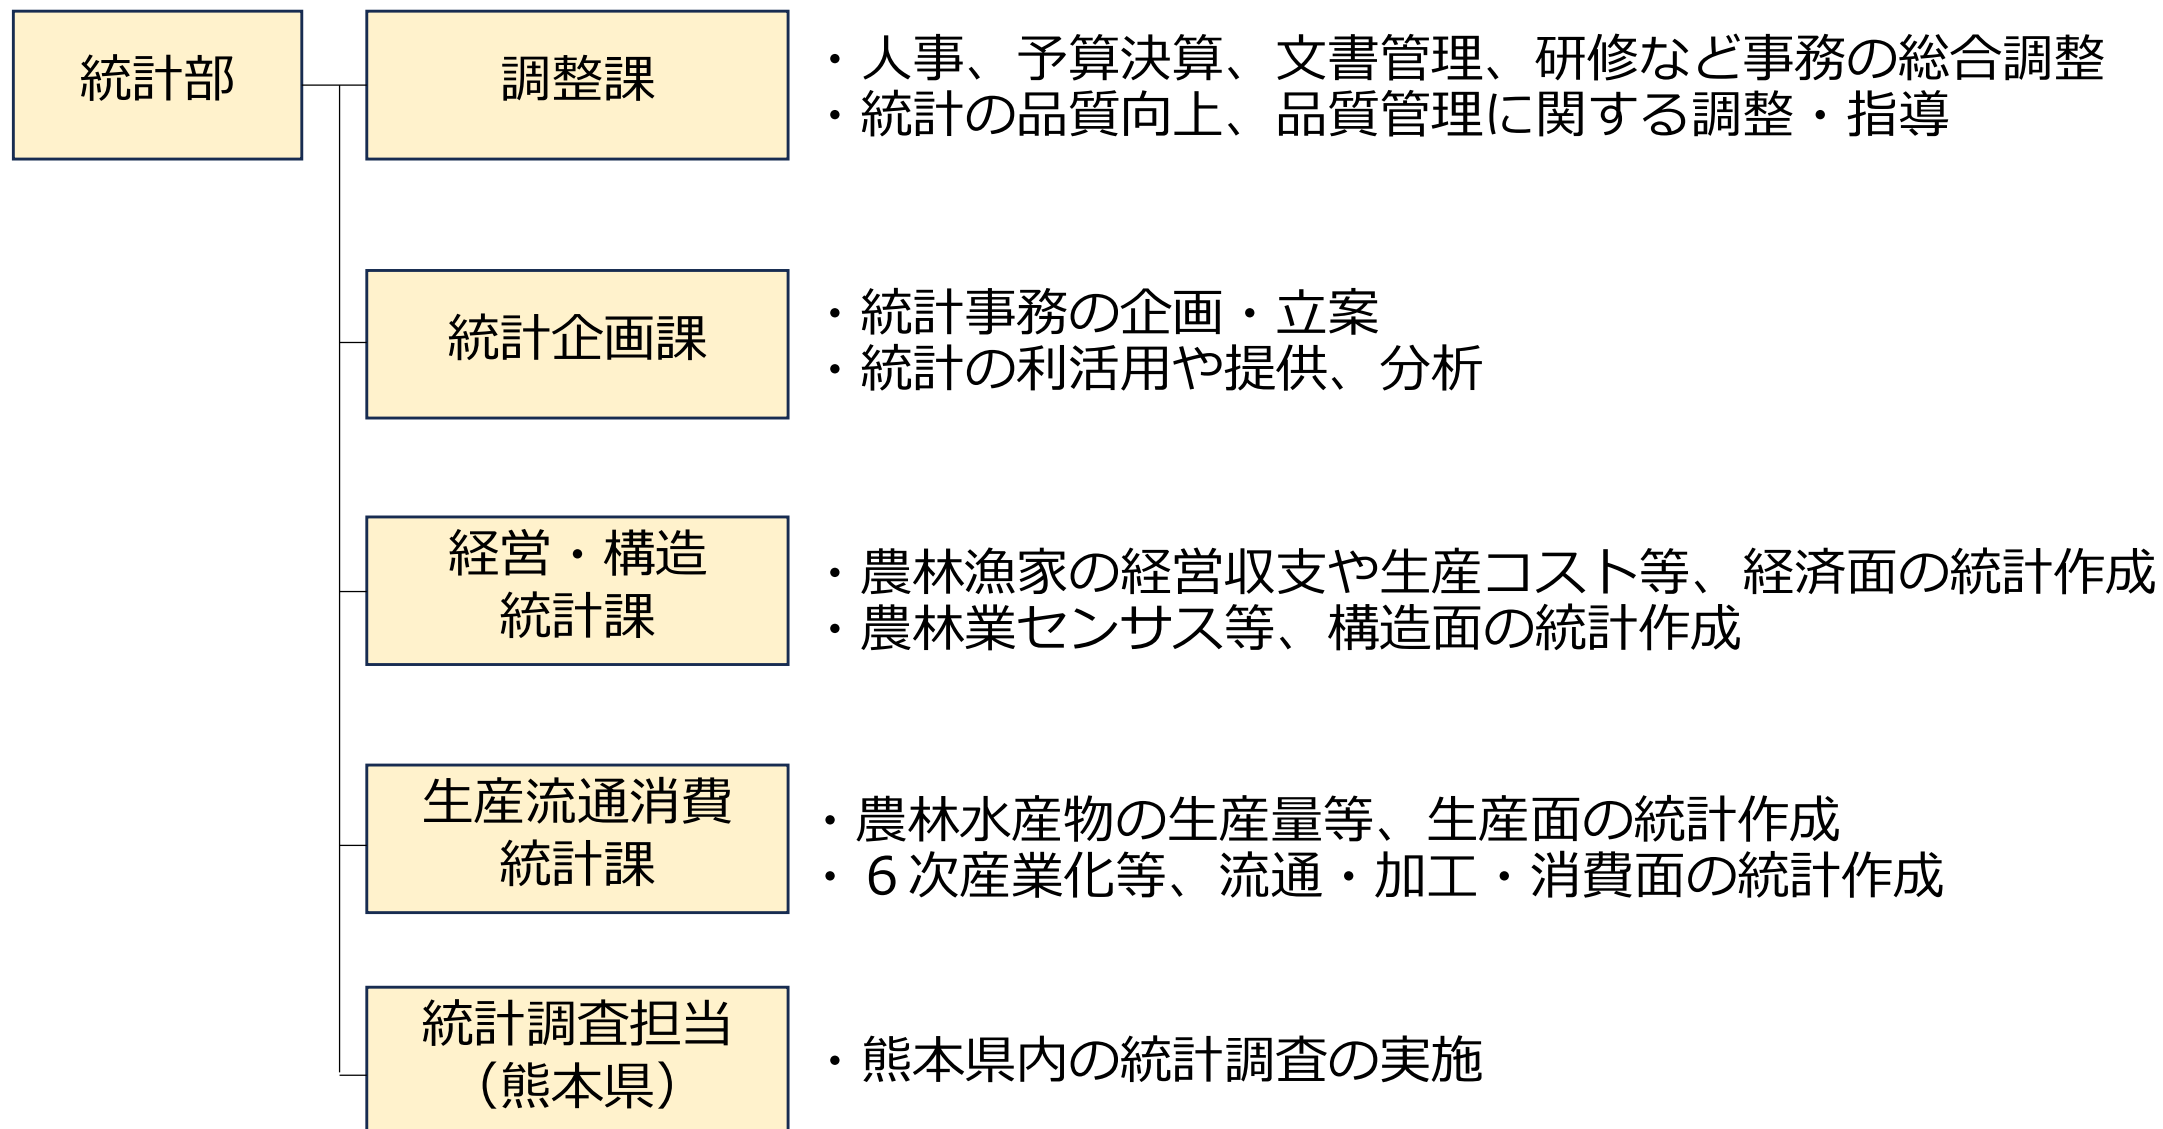 統計部
調整課
・人事、予算決算、文書管理、研修など事務の総合調整
・統計の品質向上、品質管理に関する調整・指導
統計企画課
・統計事務の企画・立案
・統計の利活用や提供、分析
経営・構造
統計課
・農林漁家の経営収支や生産コスト等、経済面の統計作成
・農林業センサス等、構造面の統計作成
生産流通消費
統計課
・農林水産物の生産量等、生産面の統計作成
・６次産業化等、流通・加工・消費面の統計作成
統計調査担当
（熊本県）
・熊本県内の統計調査の実施